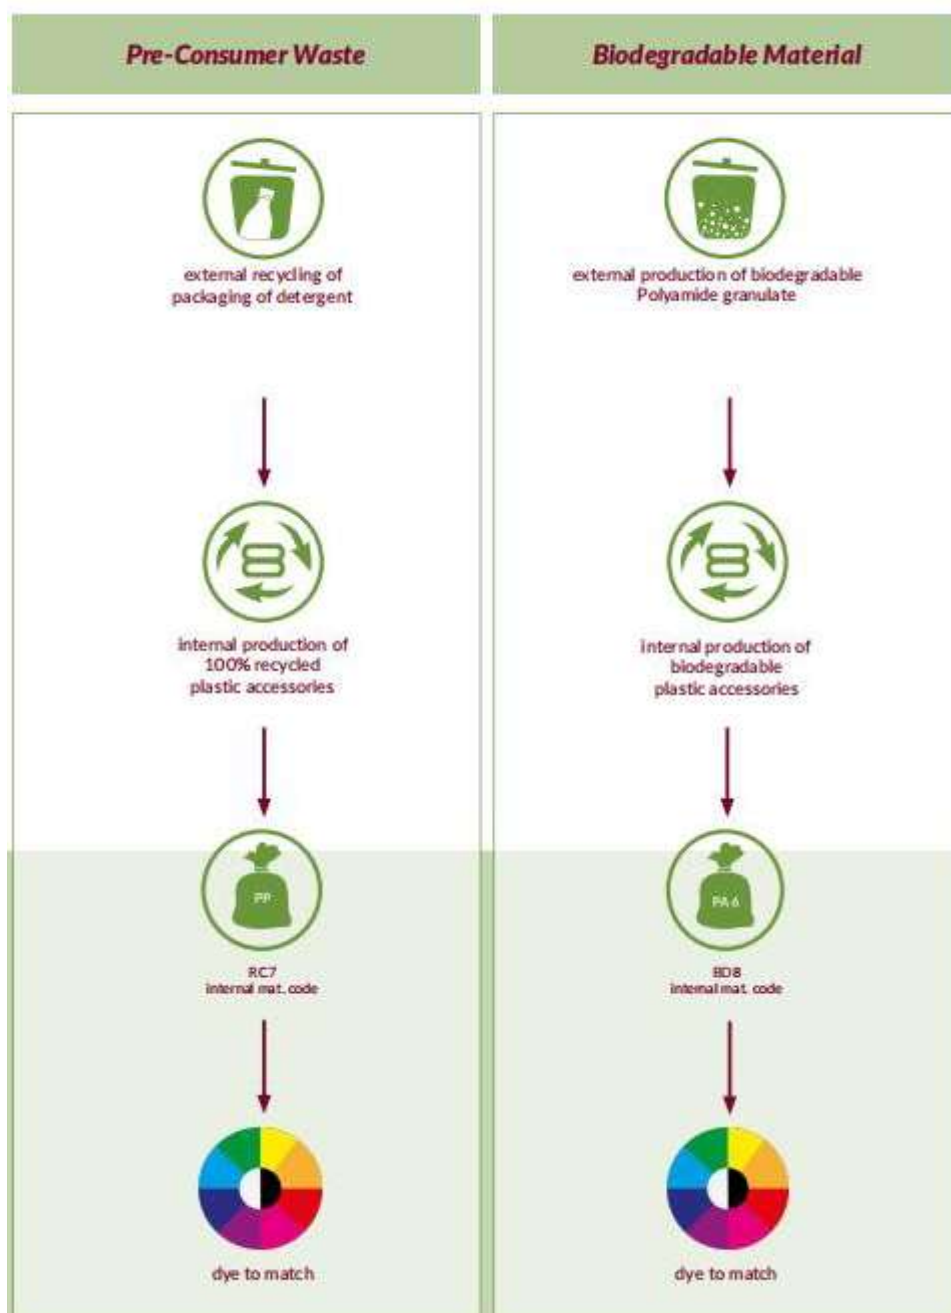 Pre-Consumer Waste
external recycling of
packaging of detergent
internal production of
100% recycled
plastic accessories
PP
RC7
internal mat. code
dye to match
Biodegradable Material
external production of biodegradable
Polyamide granulate
internal production of
biodegradable
plastic accessories
PA 6
BD8
internal mat. code
dye to match